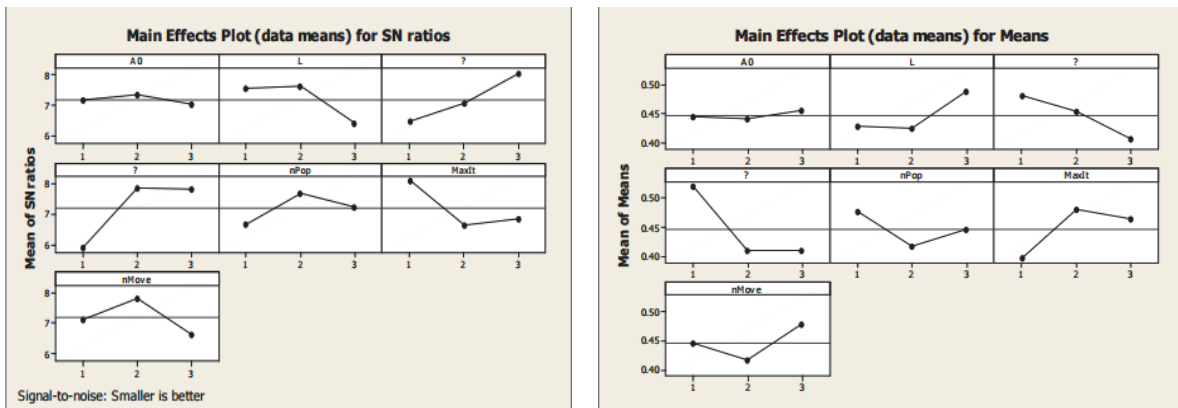 Main Effects Plot (data means) for SN ratios
A0 L ?
8
7
6
1 2 3 1 2 3 1 2 3
? nPop MaxIt
8
7
6
1 2 3 1 2 3 1 2 3
nMove
8
7
6
1 2 3
Mean of SN ratios
Signal-to-noise: Smaller is better
Main Effects Plot (data means) for Means
A0 L ?
0.50
0.45
0.40
1 2 3 1 2 3 1 2 3
? nPop MaxIt
0.50
0.45
0.40
1 2 3 1 2 3 1 2 3
nMove
0.50
0.45
0.40
1 2 3
Mean of Means